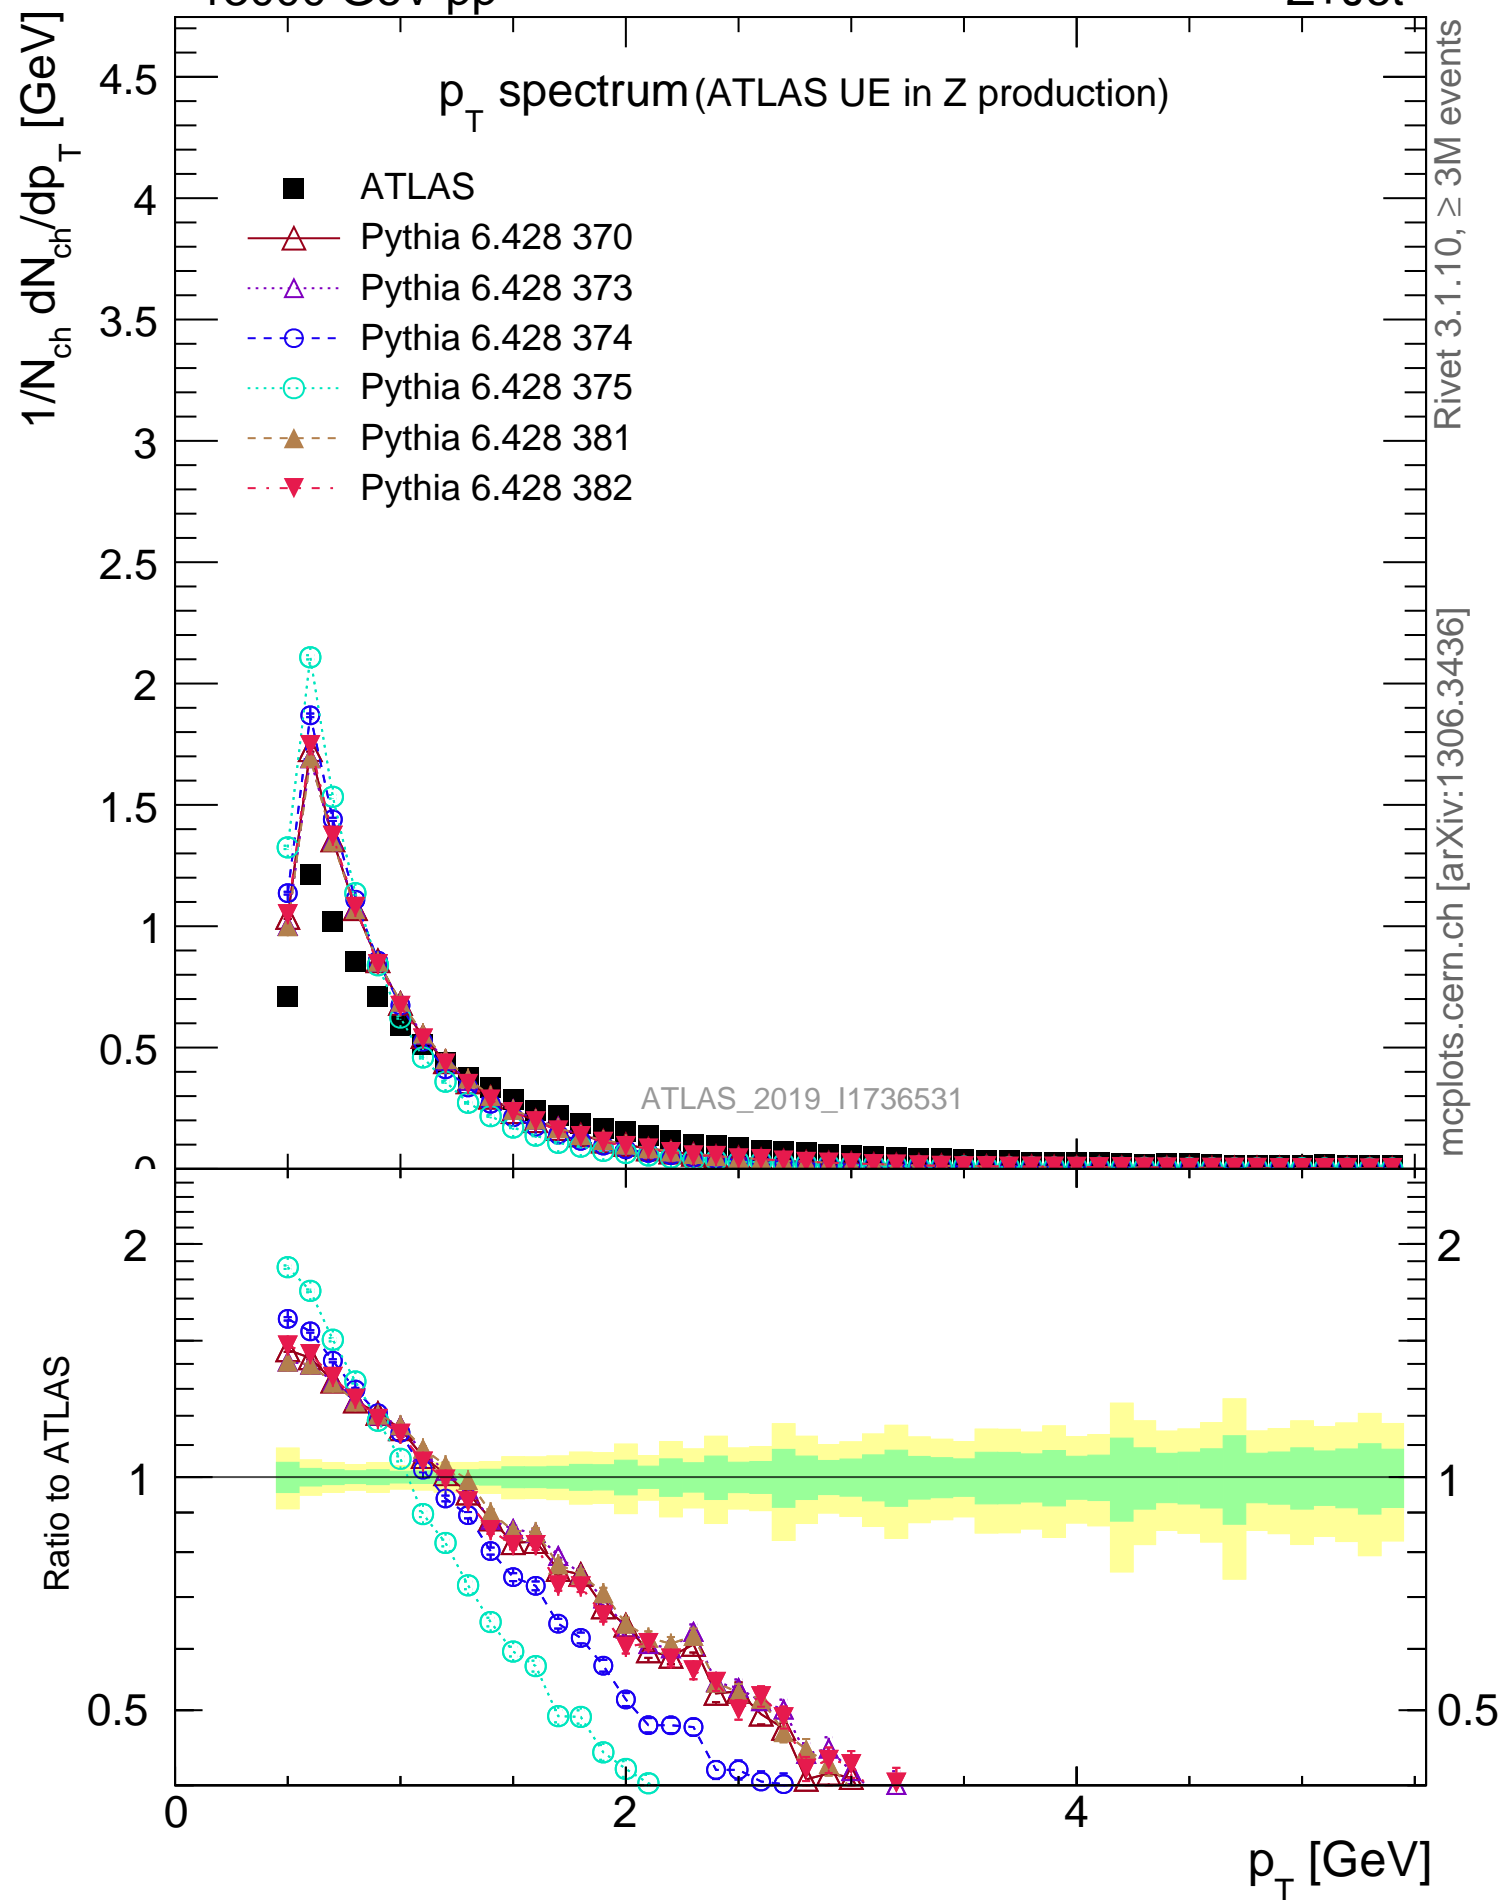 1/N_ch dN_ch/dp_T [GeV]
p_T spectrum (ATLAS UE in Z production)
ATLAS
Pythia 6.428 370
Pythia 6.428 373
Pythia 6.428 374
Pythia 6.428 375
Pythia 6.428 381
Pythia 6.428 382
4.5
4
3.5
3
2.5
2
1.5
1
0.5
0
ATLAS_2019_I1736531
Rivet 3.1.10, ≥ 3M events
mcplots.cern.ch [arXiv:1306.3436]
Ratio to ATLAS
2
1
0.5
2
1
0.5
0
2
4
p_T [GeV]